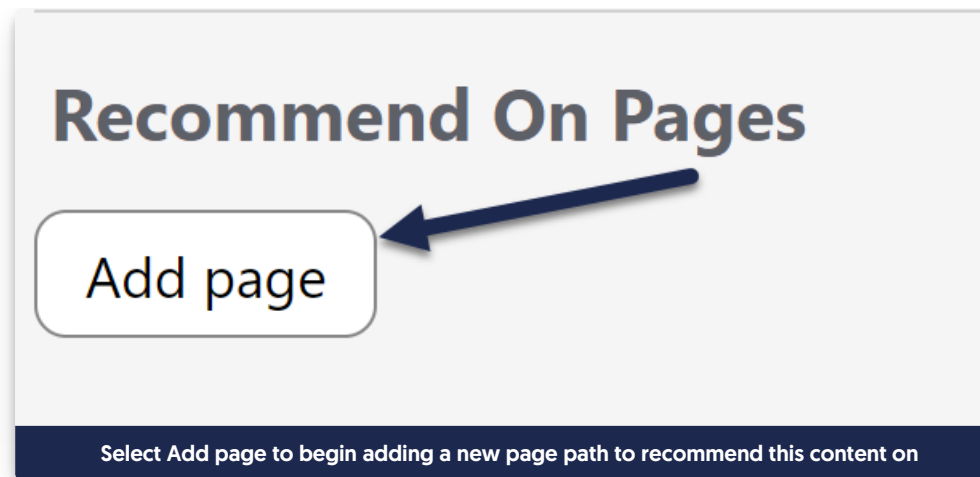 Recommend On Pages
Add page
Select Add page to begin adding a new page path to recommend this content on